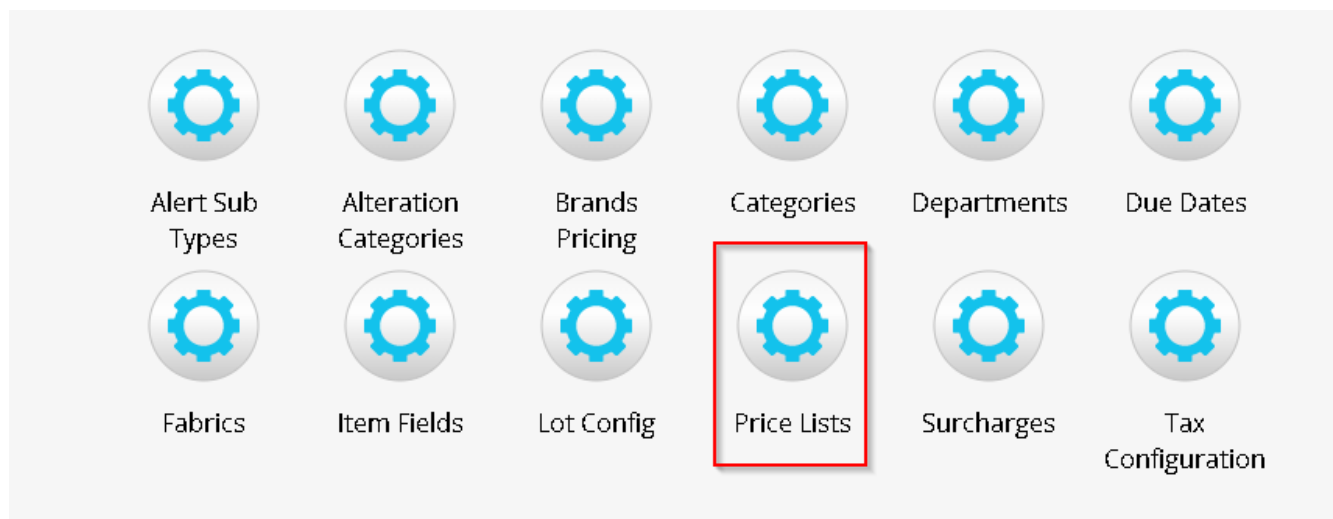 Alert Sub
Types
Alteration
Categories
Brands
Pricing
Categories
Departments
Due Dates
Fabrics
Item Fields
Lot Config
Price Lists
Surcharges
Tax
Configuration